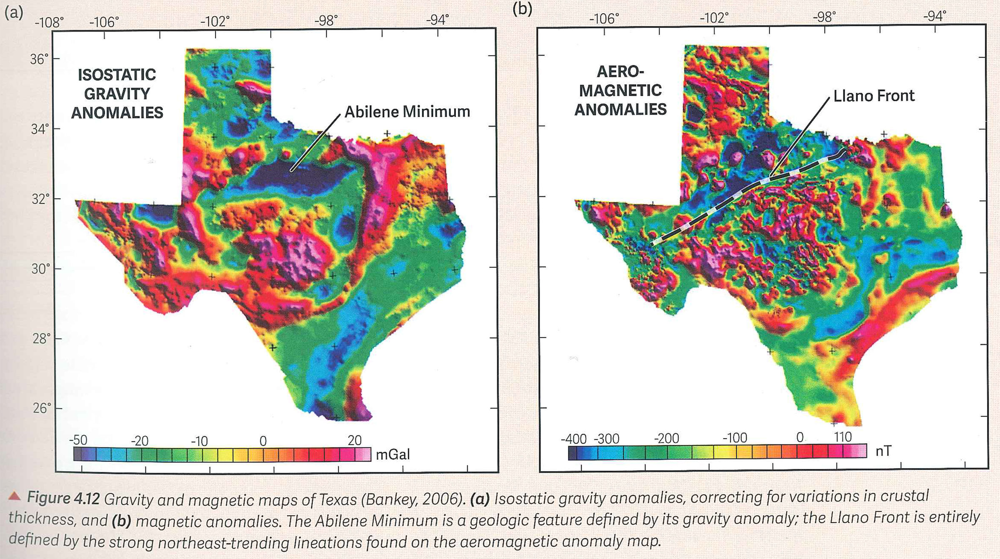 (a)
-108° -106° -102° -98° -94°
36°
34°
32°
30°
28°
26°
ISOSTATIC
GRAVITY
ANOMALIES
Abilene Minimum
-50 -20 -10 0 20
mGal
(b)
-106° -102° -98° -94°
AERO-
MAGNETIC
ANOMALIES
Llano Front
-400 -300 -200 -100 0 110
nT
▲ Figure 4.12 Gravity and magnetic maps of Texas (Bankey, 2006). (a) Isostatic gravity anomalies, correcting for variations in crustal
thickness, and (b) magnetic anomalies. The Abilene Minimum is a geologic feature defined by its gravity anomaly; the Llano Front is entirely
defined by the strong northeast-trending lineations found on the aeromagnetic anomaly map.